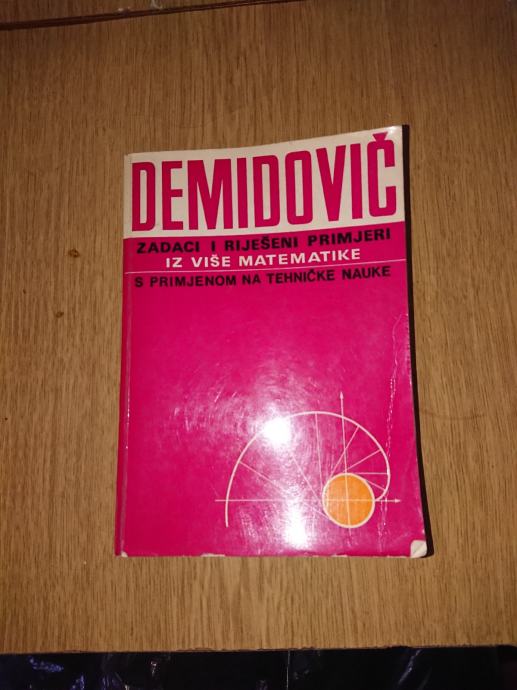 DEMIDOVIČ
ZADACI I RIJEŠENI PRIMJERI
IZ VIŠE MATEMATIKE
S PRIMJENOM NA TEHNIČKE NAUKE